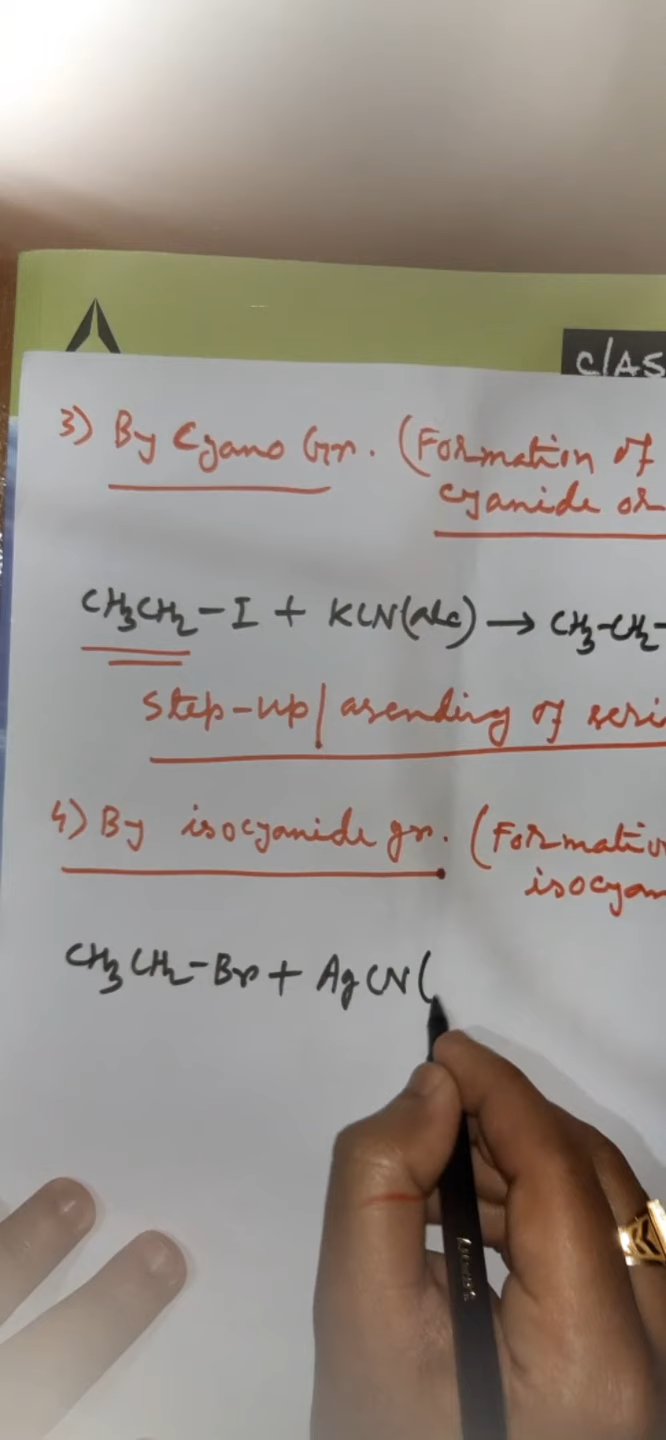 CLAS
3) By Cyano Gr. (Formation of
cyanide or
CH3CH2-I + KCN(alc) → CH3-CH2-
Step-up/asending of seri
4) By isocyanide gr. (Formation
isocyan
CH3CH2-Br + AgCN(